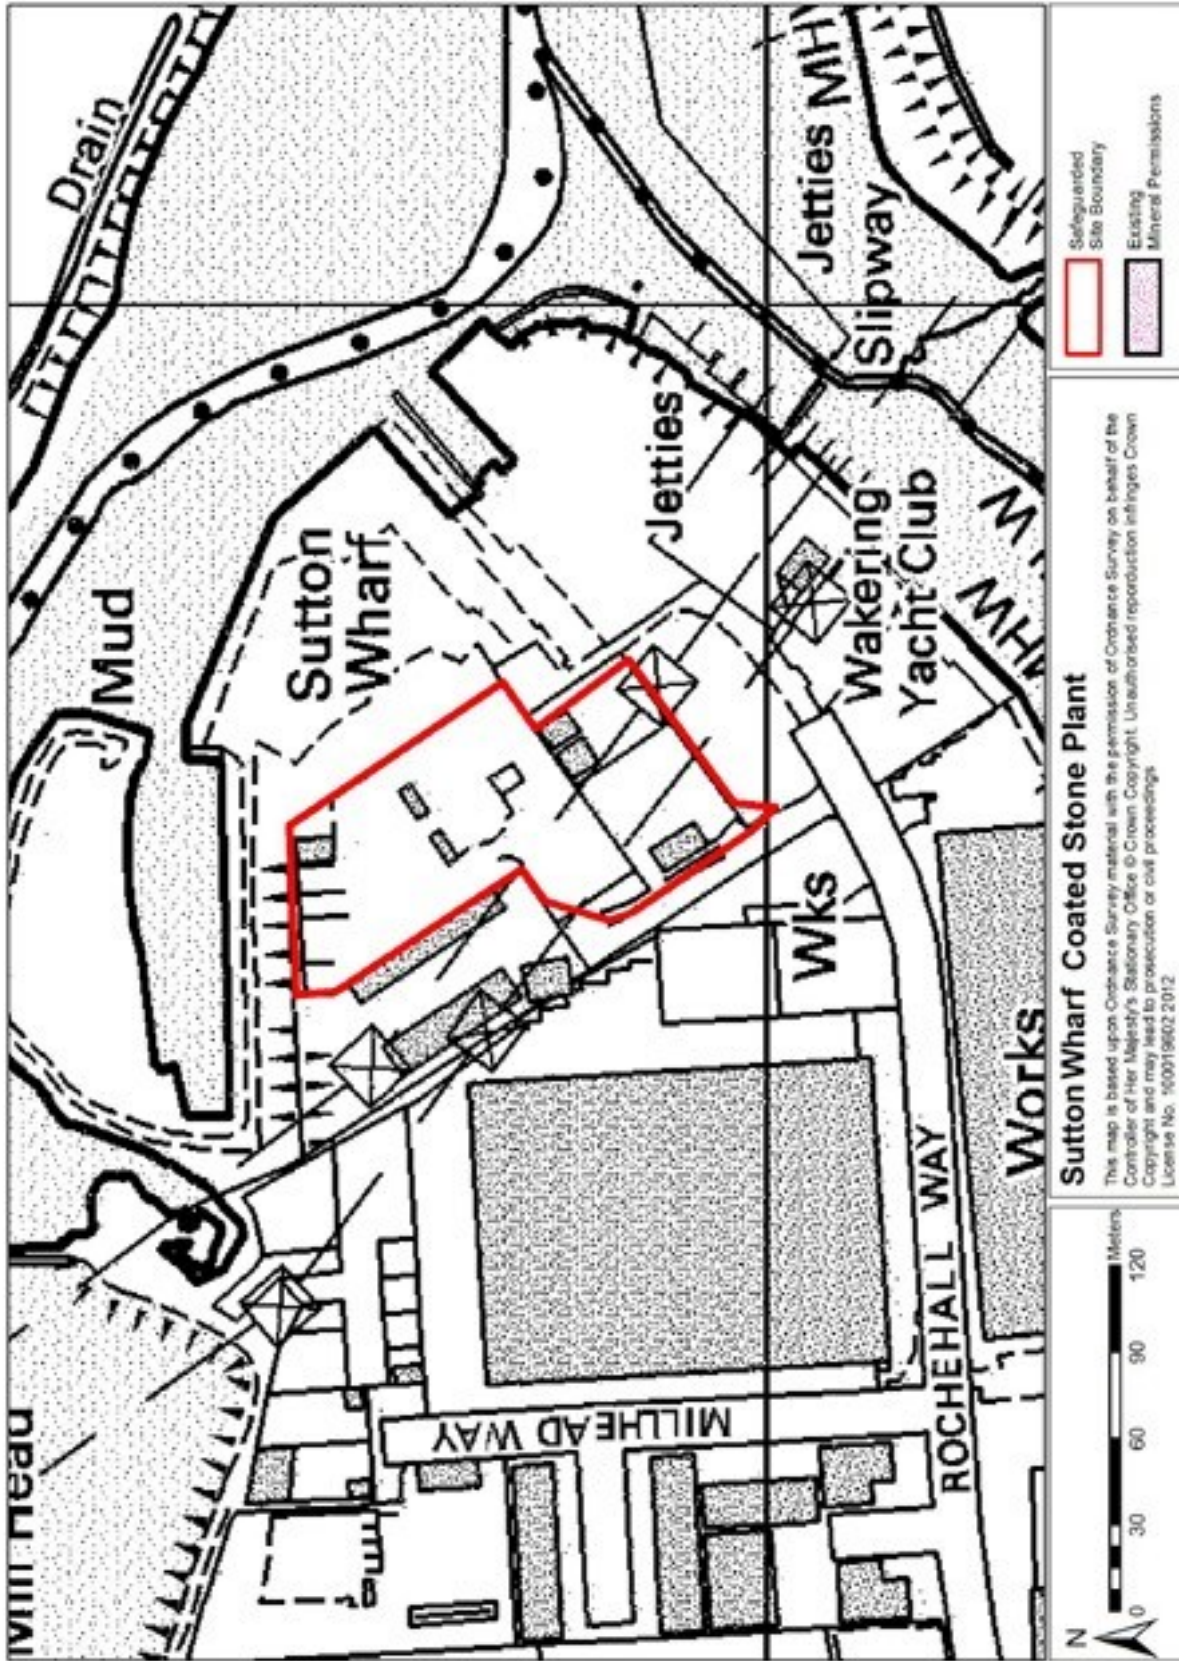 Mill Head
Mud
Drain
Sutton
Wharf
MILLHEAD WAY
Jetties
Jetties
Slipway
MHW
Wks
Wakering
Yacht Club
ROCHEHALL WAY
Works
MHW
N
0 30 60 90 120
Meters
Sutton Wharf Coated Stone Plant
This map is based upon Ordnance Survey material with the permission of Ordnance Survey on behalf of the
Controller of Her Majesty's Stationary Office © Crown Copyright. Unauthorised reproduction infringes Crown
Copyright and may lead to prosecution or civil proceedings
License No. 100019602 2012
Safeguarded
Site Boundary
Existing
Mineral Permissions